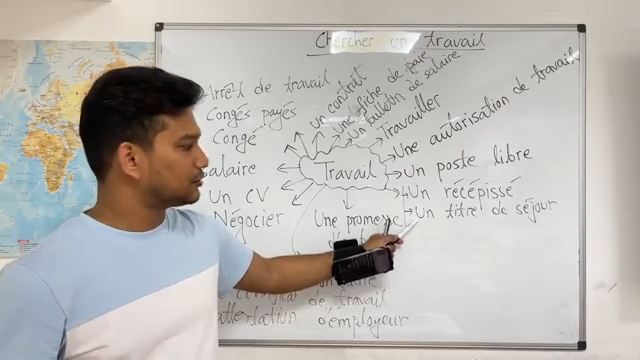 Chercher un travail
Arrêt de travail
Congés payés
Congé
Salaire
Un CV
Négocier
un contrat
une fiche de paie
un bulletin de salaire
Travailler
Une autorisation de travail
Un poste libre
Un récépissé
Un titre de séjour
Travail
Une promesse
de travail
attestation d'employeur